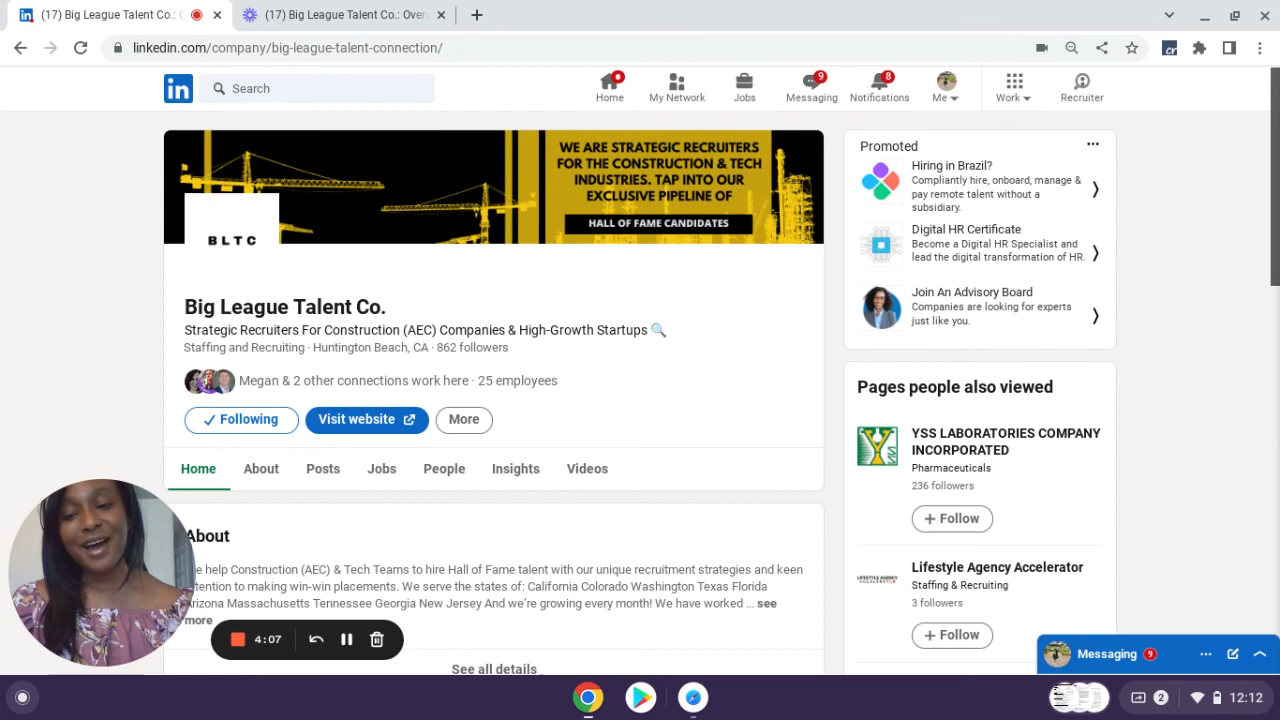 (17) Big League Talent Co.:
(17) Big League Talent Co.: Over
linkedin.com/company/big-league-talent-connection/
in
Search
Home
My Network
Jobs
9
Messaging
8
Notifications
Me
Work
Recruiter
WE ARE STRATEGIC RECRUITERS
FOR THE CONSTRUCTION & TECH
INDUSTRIES. TAP INTO OUR
EXCLUSIVE PIPELINE OF
HALL OF FAME CANDIDATES
BLTC
Big League Talent Co.
Strategic Recruiters For Construction (AEC) Companies & High-Growth Startups 🔍
Staffing and Recruiting · Huntington Beach, CA · 862 followers
Megan & 2 other connections work here · 25 employees
Following
Visit website
More
Home
About
Posts
Jobs
People
Insights
Videos
About
e help Construction (AEC) & Tech Teams to hire Hall of Fame talent with our unique recruitment strategies and keen
tention to making win-win placements. We serve the states of: California Colorado Washington Texas Florida
Arizona Massachusetts Tennessee Georgia New Jersey And we're growing every month! We have worked ... see
more
See all details
4:07
Promoted
Hiring in Brazil?
Compliantly hire, onboard, manage &
pay remote talent without a
subsidiary.
Digital HR Certificate
Become a Digital HR Specialist and
lead the digital transformation of HR.
Join An Advisory Board
Companies are looking for experts
just like you.
Pages people also viewed
YSS LABORATORIES COMPANY
INCORPORATED
Pharmaceuticals
236 followers
+ Follow
LIFESTYLE AGENCY
Lifestyle Agency Accelerator
Staffing & Recruiting
3 followers
+ Follow
Messaging 9
2
12:12